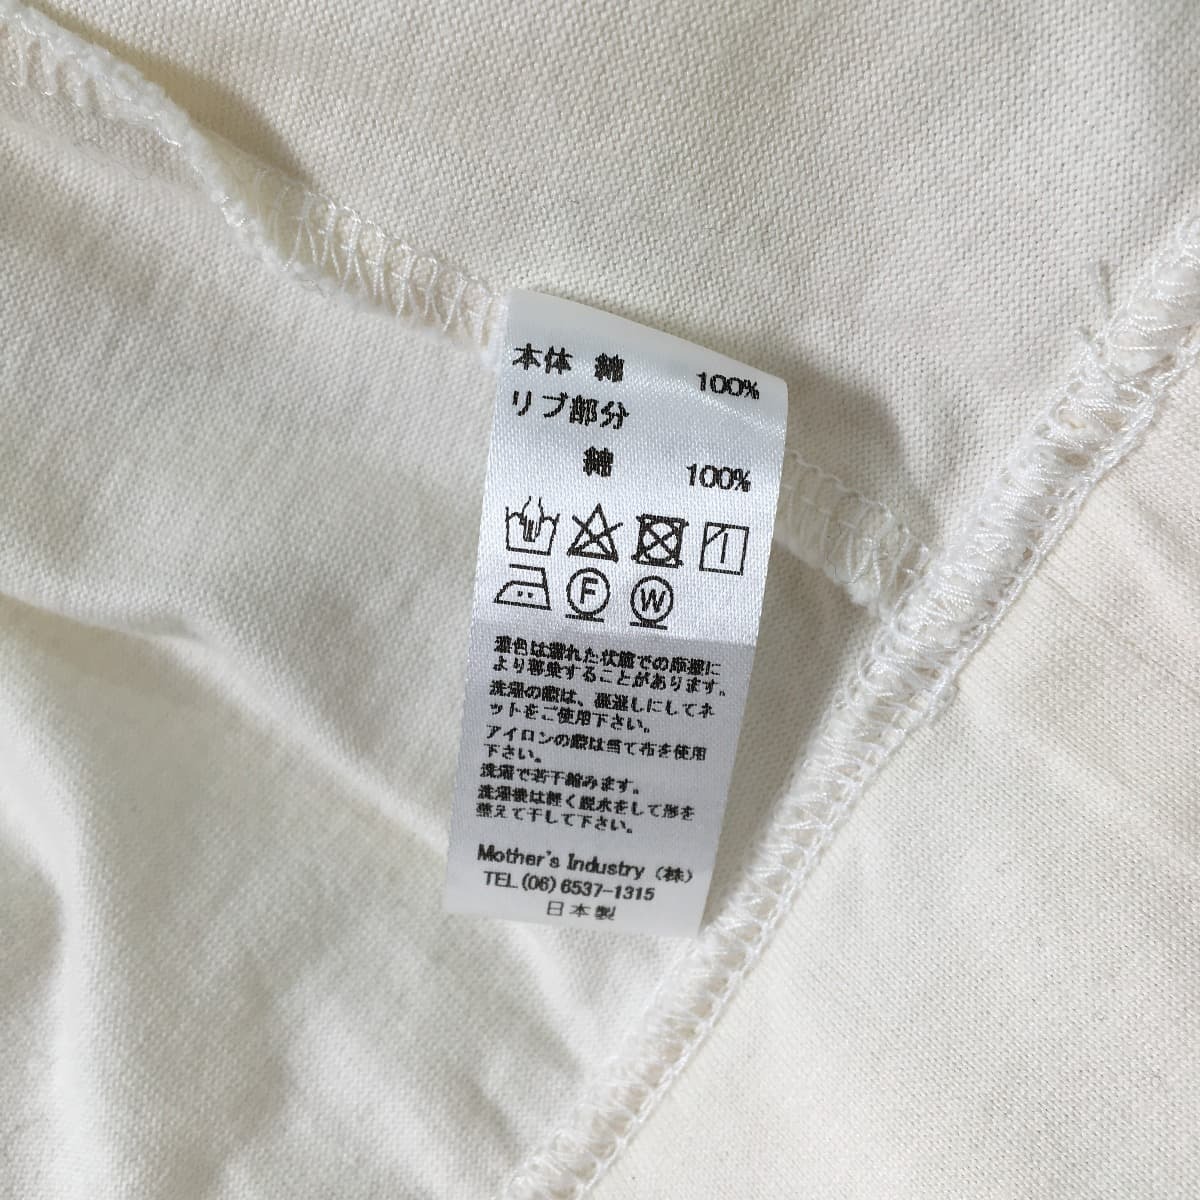 本体 綿 100%
リブ部分
綿 100%
F W
濃色は濡れた状態での摩擦に
より移染することがあります。
洗濯の際は、裏返しにしてネ
ットをご使用下さい。
アイロンの際は当て布を使用
下さい。
洗濯で若干縮みます。
洗濯後は軽く脱水をして形を
整えて干して下さい。
Mother's Industry (株)
TEL(06)6537-1315
日本製